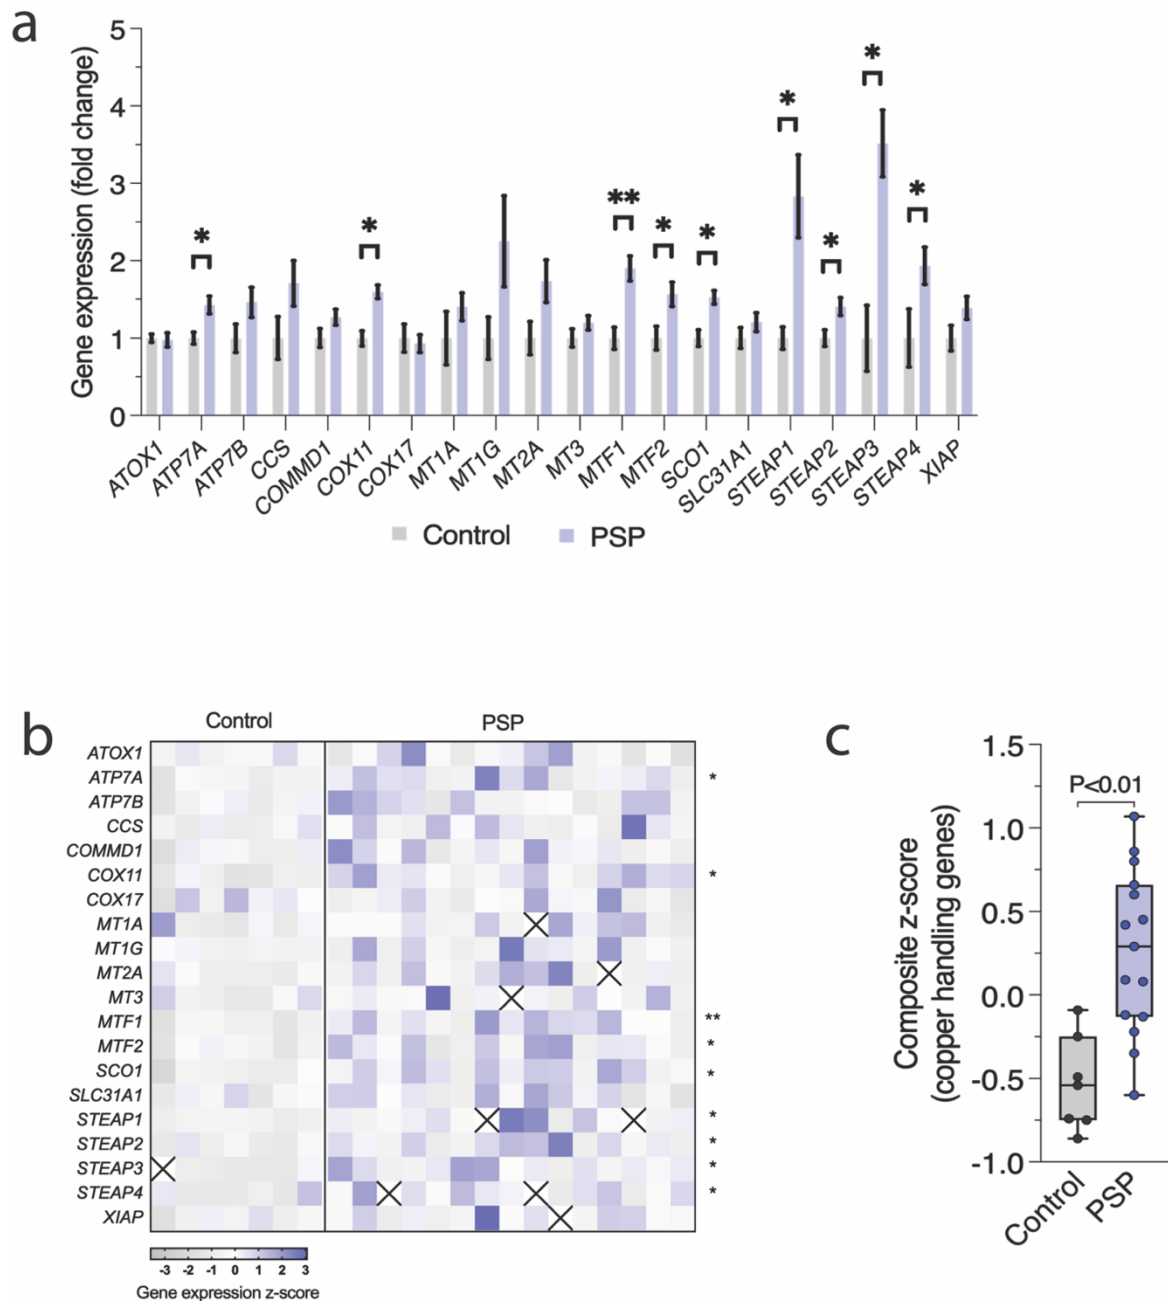 a
Gene expression (fold change)
5
4
3
2
1
0
*
*
**
*
*
*
*
*
*
ATOX1
ATP7A
ATP7B
CCS
COMMD1
COX11
COX17
MT1A
MT1G
MT2A
MT3
MTF1
MTF2
SCO1
SLC31A1
STEAP1
STEAP2
STEAP3
STEAP4
XIAP
Control PSP
b
Control PSP
ATOX1
ATP7A *
ATP7B
CCS
COMMD1
COX11 *
COX17
MT1A
MT1G
MT2A
MT3
MTF1 **
MTF2 *
SCO1 *
SLC31A1
STEAP1 *
STEAP2 *
STEAP3 *
STEAP4 *
XIAP
-3 -2 -1 0 1 2 3
Gene expression z-score
c
Composite z-score
(copper handling genes)
1.5
1.0
0.5
0.0
-0.5
-1.0
P<0.01
Control
PSP